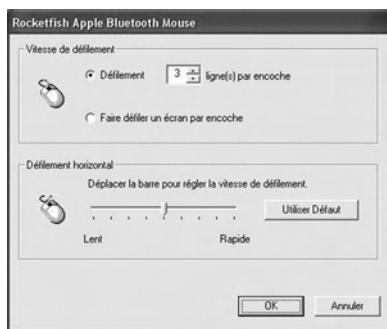 Rocketfish Apple Bluetooth Mouse
Vitesse de défilement
Défilement 3 ligne(s) par encoche
Faire défiler un écran par encoche
Défilement horizontal
Déplacer la barre pour régler la vitesse de défilement.
Utiliser Défaut
Lent Rapide
OK Annuler